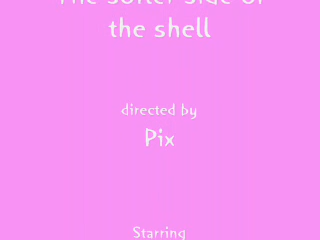 The softer side of
the shell
directed by
Pix
Starring